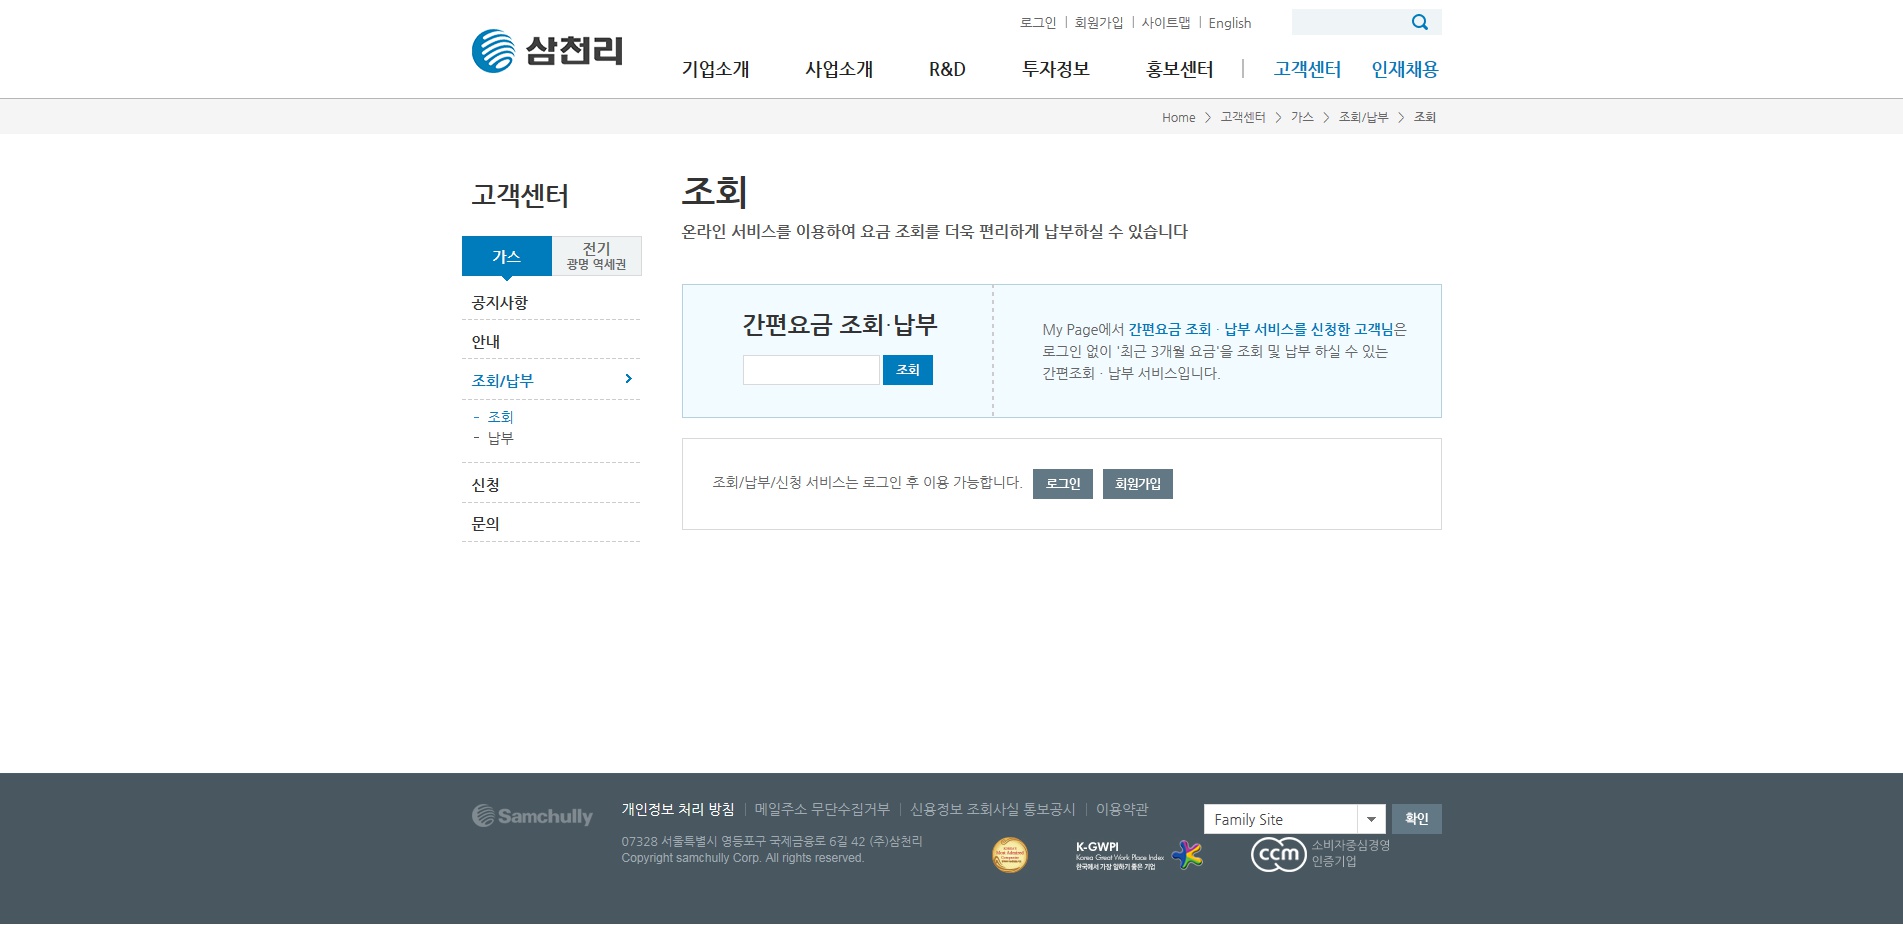 로그인 | 회원가입 | 사이트맵 | English
삼천리
기업소개 사업소개 R&D 투자정보 홍보센터 | 고객센터 인재채용
Home > 고객센터 > 가스 > 조회/납부 > 조회
고객센터
가스
전기
광명 역세권
공지사항
안내
조회/납부
- 조회
- 납부
신청
문의
조회
온라인 서비스를 이용하여 요금 조회를 더욱 편리하게 납부하실 수 있습니다
간편요금 조회·납부
조회
My Page에서 간편요금 조회 · 납부 서비스를 신청한 고객님은
로그인 없이 '최근 3개월 요금'을 조회 및 납부 하실 수 있는
간편조회 · 납부 서비스입니다.
조회/납부/신청 서비스는 로그인 후 이용 가능합니다. 로그인 회원가입
Samchully
개인정보 처리 방침 | 메일주소 무단수집거부 | 신용정보 조회사실 통보공시 | 이용약관
Family Site 확인
07328 서울특별시 영등포구 국제금융로 6길 42 (주)삼천리
Copyright samchully Corp. All rights reserved.
K-GWPI
Korea Great Work Place Index
한국에서 가장 일하기 좋은 기업
ccm
소비자중심경영
인증기업